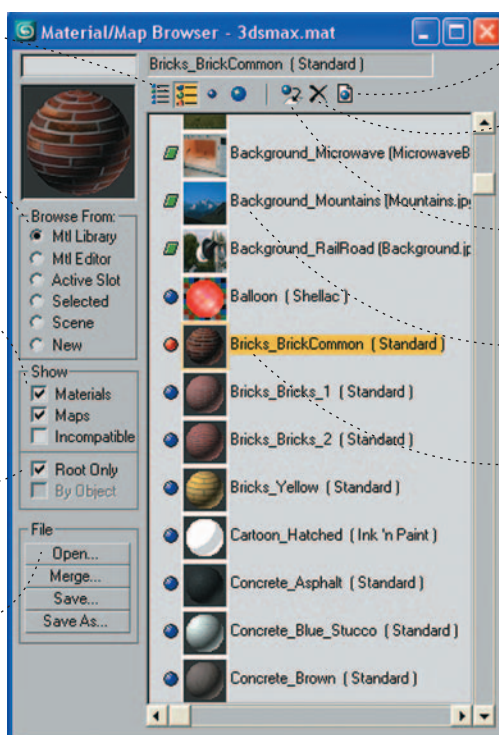 Material/Map Browser - 3dsmax.mat
Bricks_BrickCommon ( Standard )
Browse From:
Mtl Library
Mtl Editor
Active Slot
Selected
Scene
New
Show
Materials
Maps
Incompatible
Root Only
By Object
File
Open...
Merge...
Save...
Save As...
Background_Microwave (MicrowaveB
Background_Mountains (Mountains.jp
Background_RailRoad (Background.jp
Balloon ( Shellac )
Bricks_BrickCommon ( Standard )
Bricks_Bricks_1 ( Standard )
Bricks_Bricks_2 ( Standard )
Bricks_Yellow ( Standard )
Cartoon_Hatched ( Ink 'n Paint )
Concrete_Asphalt ( Standard )
Concrete_Blue_Stucco ( Standard )
Concrete_Brown ( Standard )